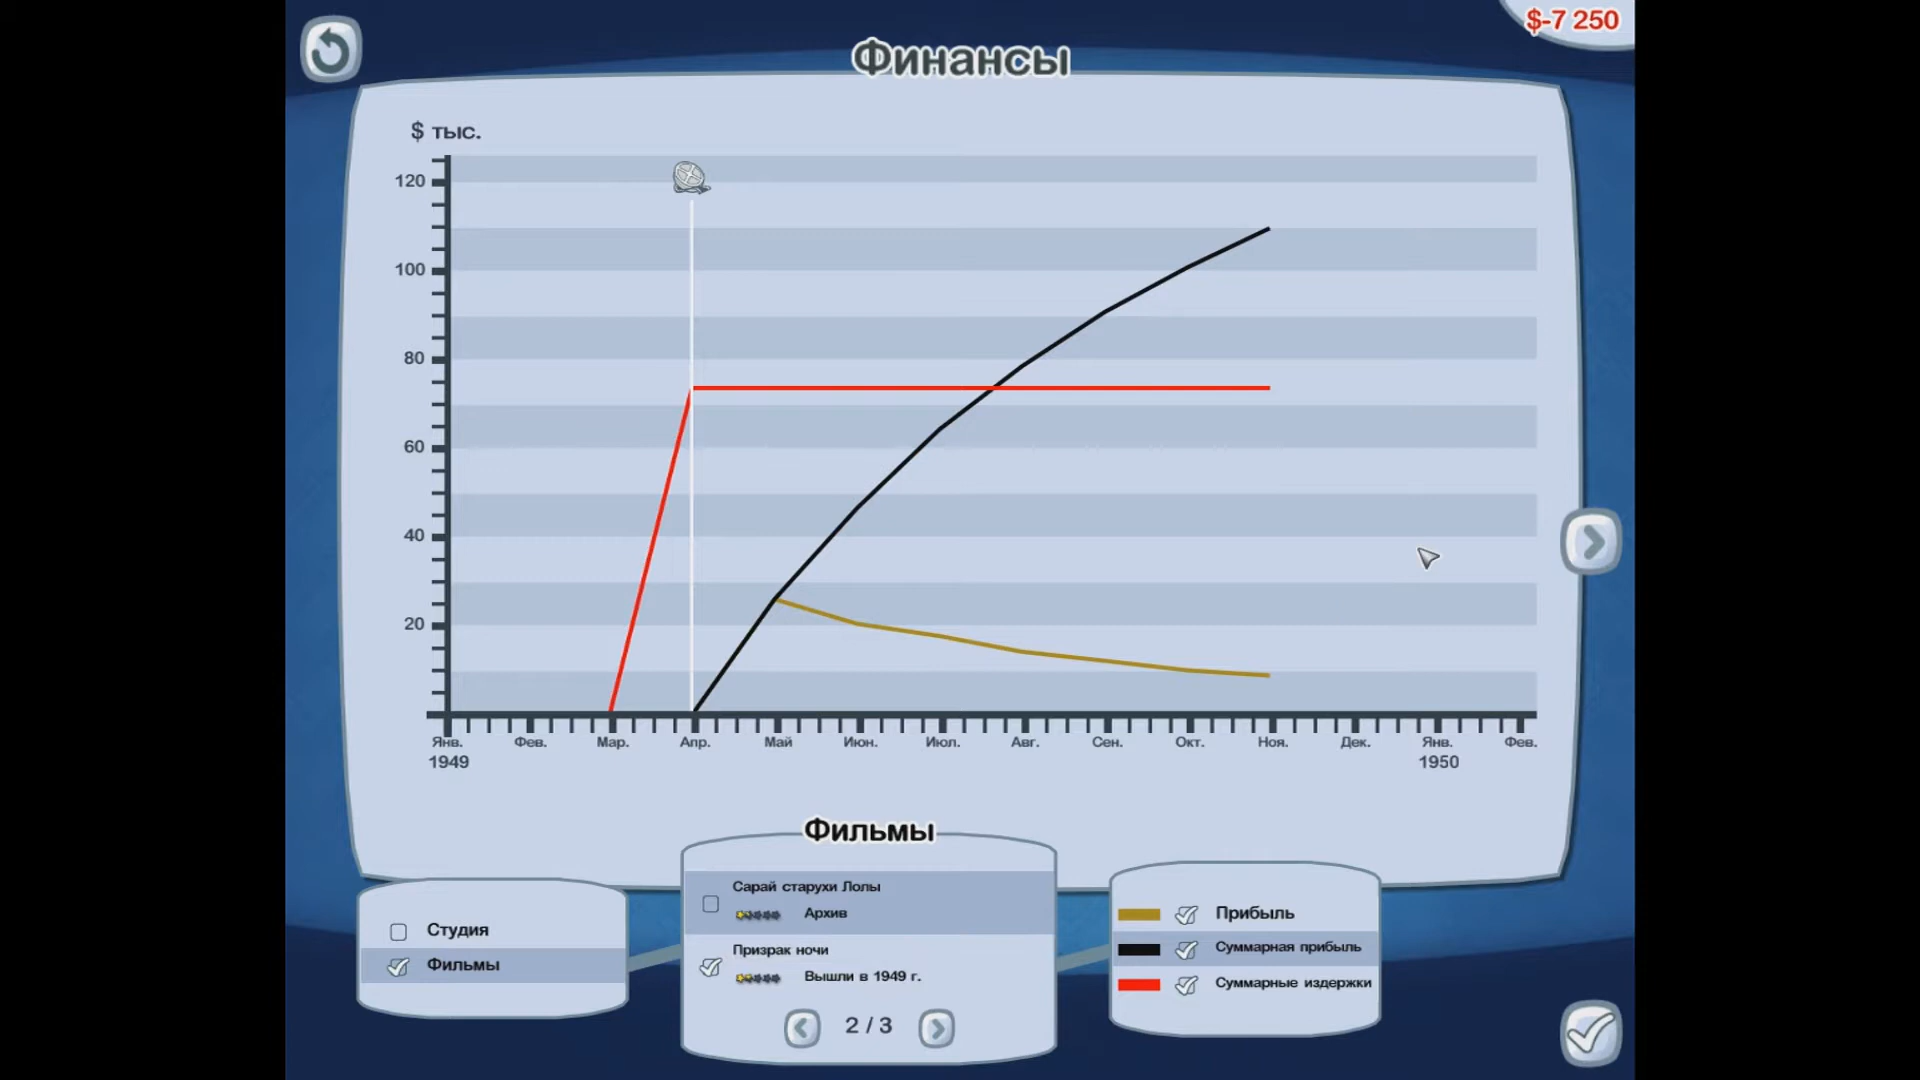 $-7 250
Финансы
$ тыс.
120
100
80
60
40
20
Янв. Фев. Мар. Апр. Май Июн. Июл. Авг. Сен. Окт. Ноя. Дек. Янв. Фев.
1949 1950
Фильмы
Студия
Фильмы
Сарай старухи Лолы
Архив
Призрак ночи
Вышли в 1949 г.
2 / 3
Прибыль
Суммарная прибыль
Суммарные издержки